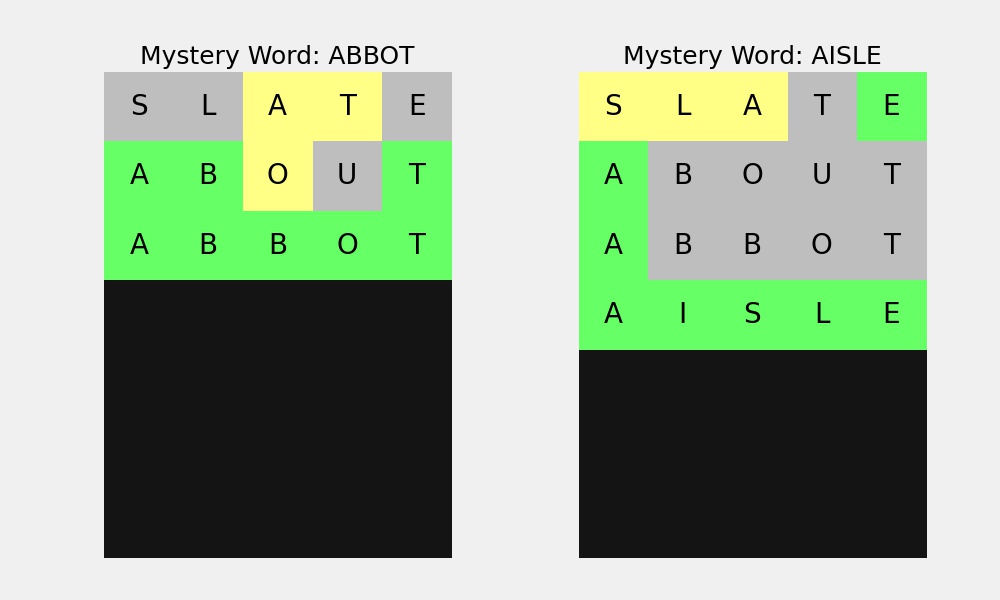 Mystery Word: ABBOT
S L A T E
A B O U T
A B B O T
Mystery Word: AISLE
S L A T E
A B O U T
A B B O T
A I S L E